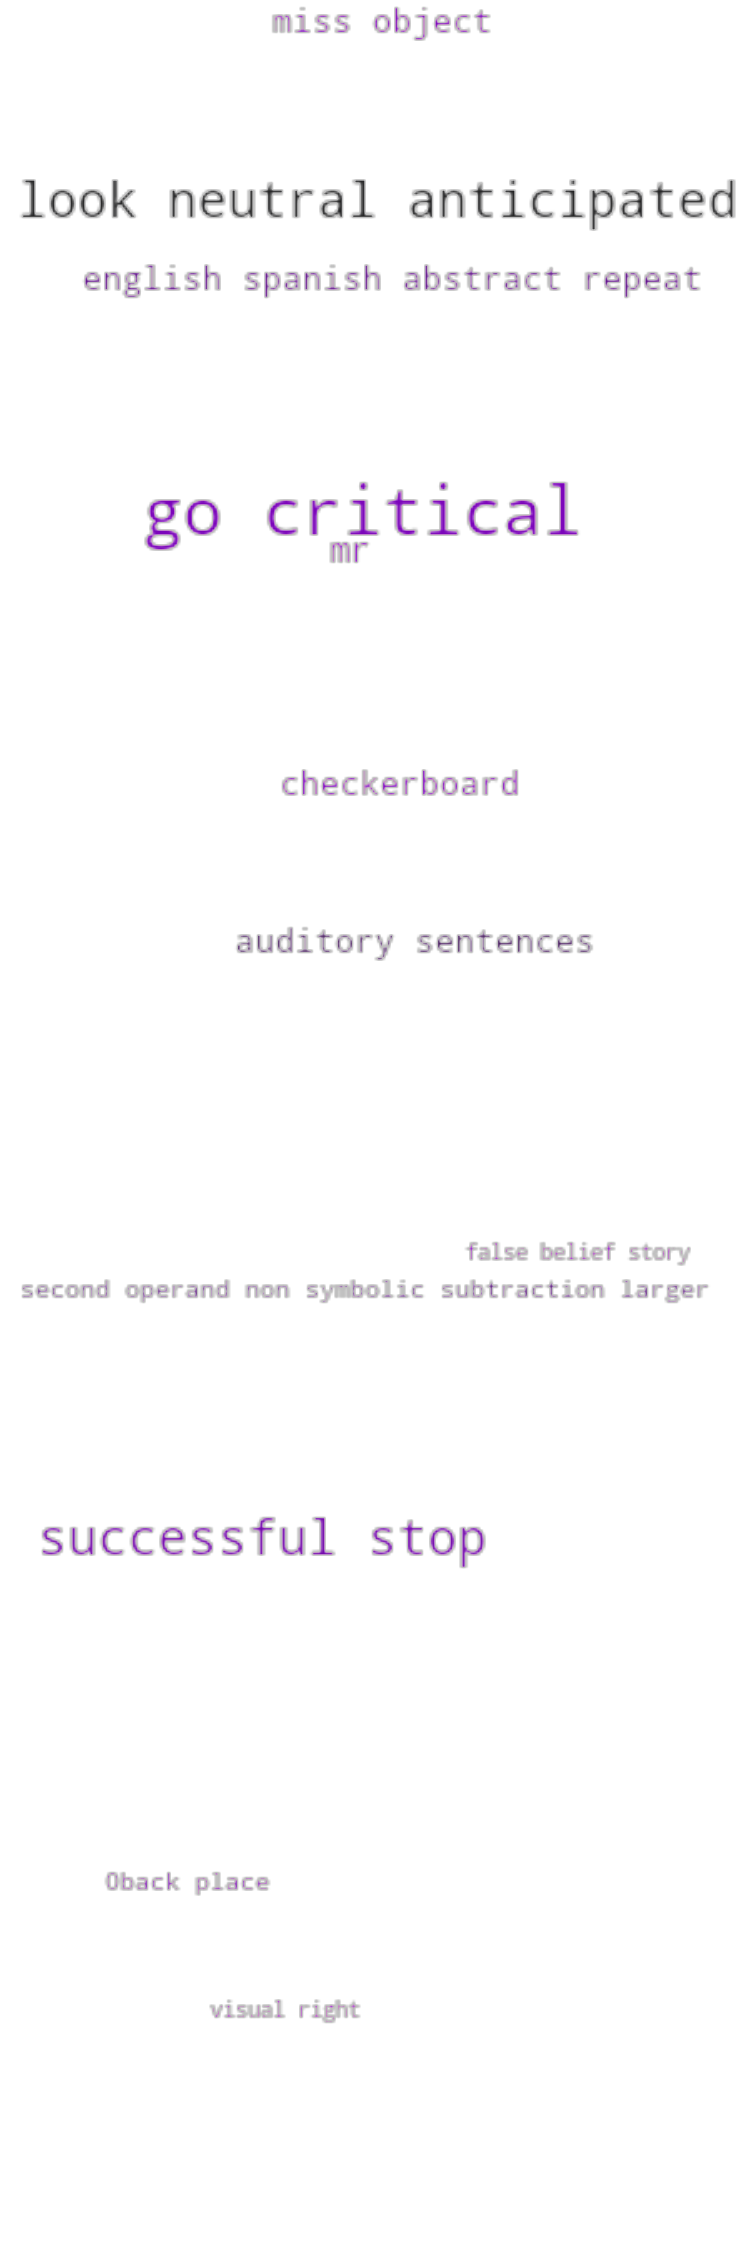 miss object
look neutral anticipated
english spanish abstract repeat
go critical
mr
checkerboard
auditory sentences
false belief story
second operand non symbolic subtraction larger
successful stop
0back place
visual right